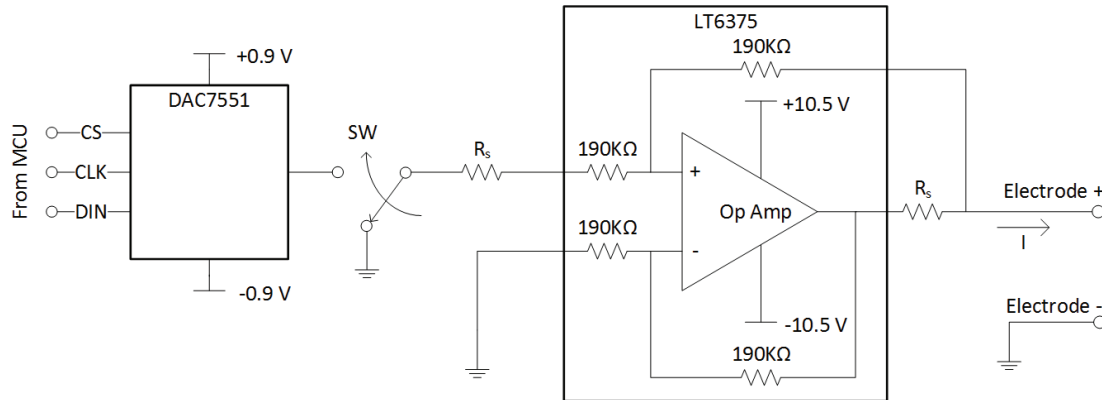 LT6375
190KΩ
+0.9 V
DAC7551
+10.5 V
From MCU
CS
CLK
DIN
SW
Rs
190KΩ
+
Op Amp
190KΩ
-
Rs
Electrode +
I
-0.9 V
-10.5 V
Electrode -
190KΩ